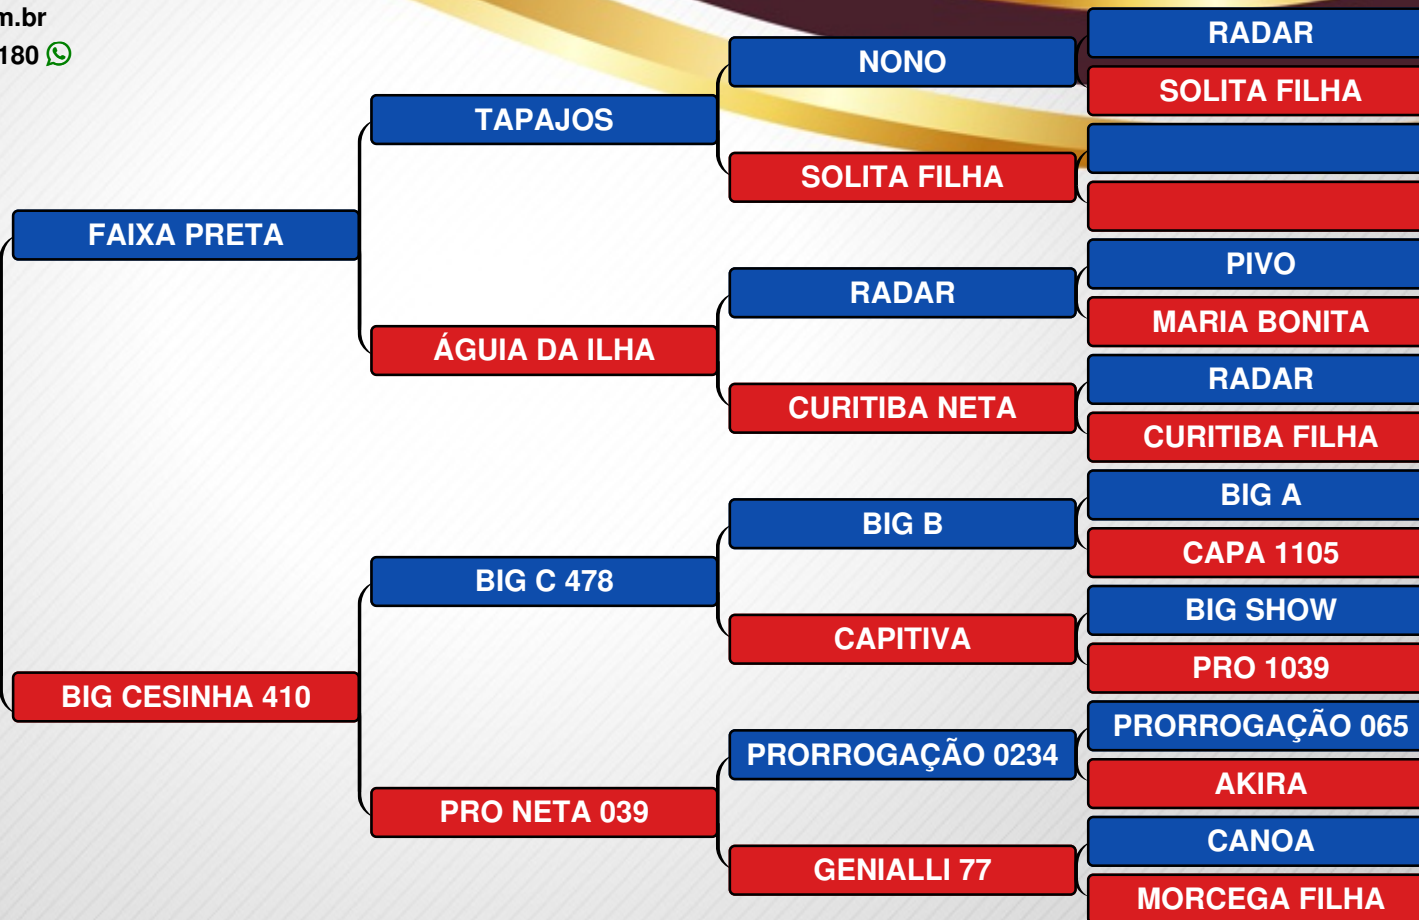 m.br
180
RADAR
NONO
SOLITA FILHA
TAPAJOS
SOLITA FILHA
FAIXA PRETA
PIVO
RADAR
MARIA BONITA
ÁGUIA DA ILHA
RADAR
CURITIBA NETA
CURITIBA FILHA
BIG A
BIG B
CAPA 1105
BIG C 478
BIG SHOW
CAPITIVA
PRO 1039
BIG CESINHA 410
PRORROGAÇÃO 065
PRORROGAÇÃO 0234
AKIRA
PRO NETA 039
CANOA
GENIALLI 77
MORCEGA FILHA